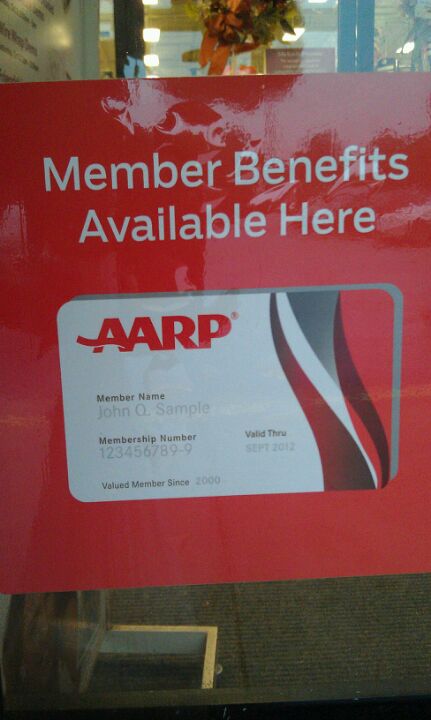 Member Benefits
Available Here
AARP®
Member Name
John Q. Sample
Membership Number
123456789-9
Valid Thru
SEPT 2012
Valued Member Since 2000